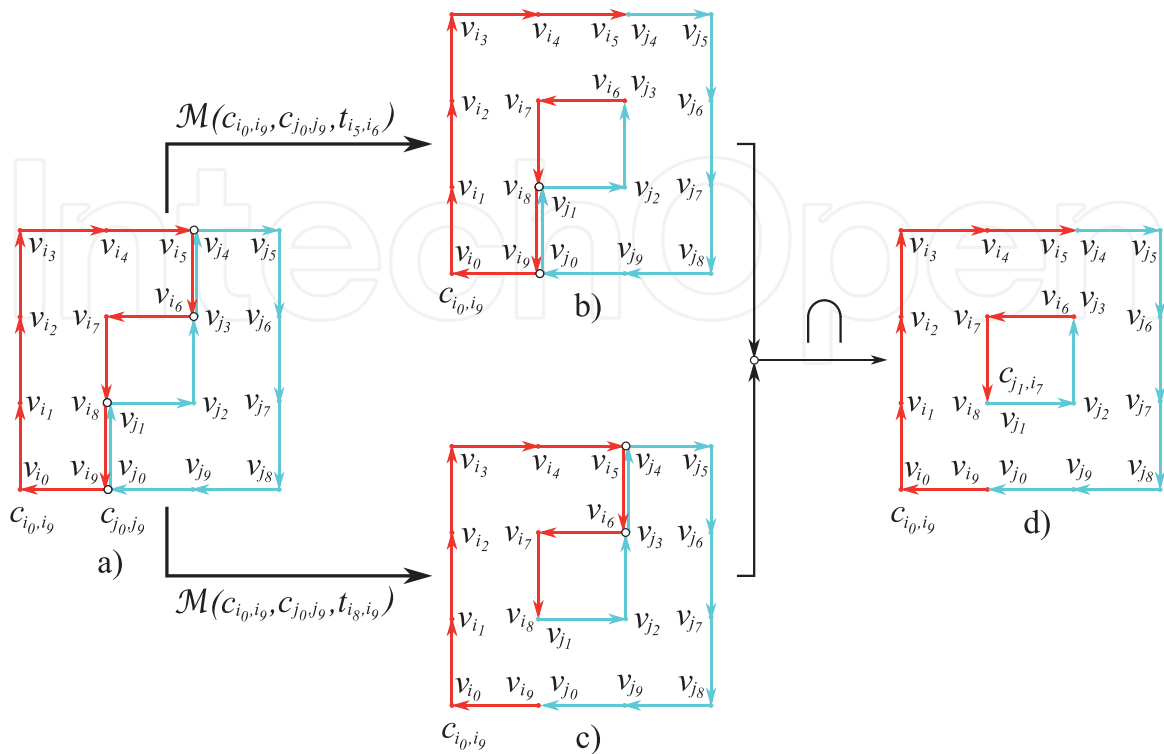 v_{i_3} v_{i_4} v_{i_5} v_{j_4} v_{j_5}
v_{i_2} v_{i_7} v_{i_6} v_{j_3} v_{j_6}
v_{i_1} v_{i_8} v_{j_1} v_{j_2} v_{j_7}
v_{i_0} v_{i_9} v_{j_0} v_{j_9} v_{j_8}
c_{i_0,i_9}
b)
M(c_{i_0,i_9},c_{j_0,j_9},t_{i_5,i_6})
IntechOpen
v_{i_3} v_{i_4} v_{i_5} v_{j_4} v_{j_5}
v_{i_2} v_{i_7} v_{i_6} v_{j_3} v_{j_6}
v_{i_1} v_{i_8} v_{j_1} v_{j_2} v_{j_7}
v_{i_0} v_{i_9} v_{j_0} v_{j_9} v_{j_8}
c_{i_0,i_9} c_{j_0,j_9}
a)
M(c_{i_0,i_9},c_{j_0,j_9},t_{i_8,i_9})
v_{i_3} v_{i_4} v_{i_5} v_{j_4} v_{j_5}
v_{i_2} v_{i_7} v_{i_6} v_{j_3} v_{j_6}
v_{i_1} v_{i_8} v_{j_1} v_{j_2} v_{j_7}
v_{i_0} v_{i_9} v_{j_0} v_{j_9} v_{j_8}
c_{i_0,i_9}
c)
∩
v_{i_3} v_{i_4} v_{i_5} v_{j_4} v_{j_5}
v_{i_2} v_{i_7} v_{i_6} v_{j_3} v_{j_6}
c_{j_1,i_7}
v_{i_1} v_{i_8} v_{j_1} v_{j_2} v_{j_7}
v_{i_0} v_{i_9} v_{j_0} v_{j_9} v_{j_8}
c_{i_0,i_9}
d)